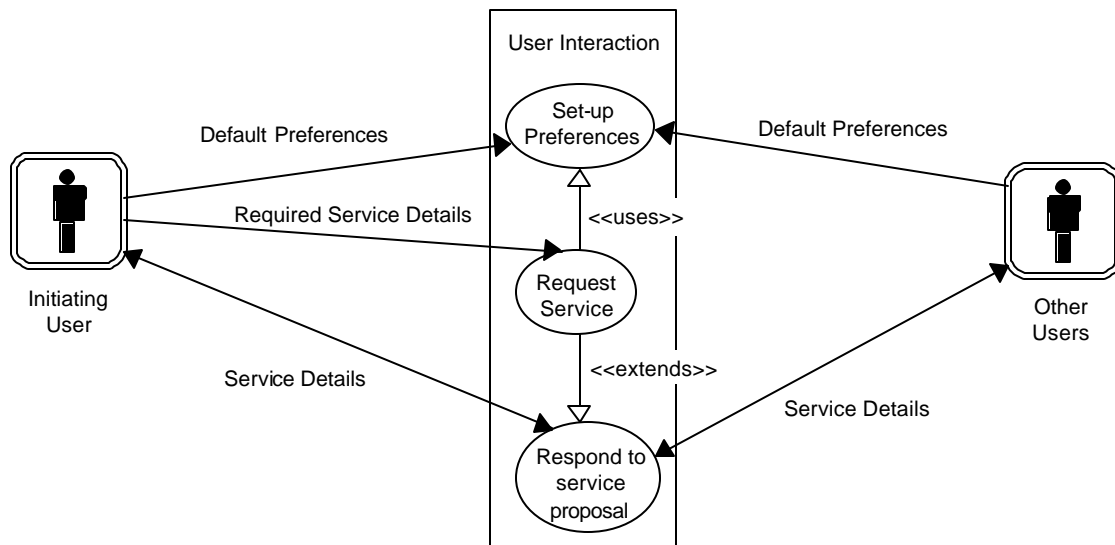 User Interaction
Set-up
Preferences
Default Preferences
Default Preferences
Required Service Details
<<uses>>
Request
Service
Initiating
User
Other
Users
<<extends>>
Service Details
Service Details
Respond to
service
proposal